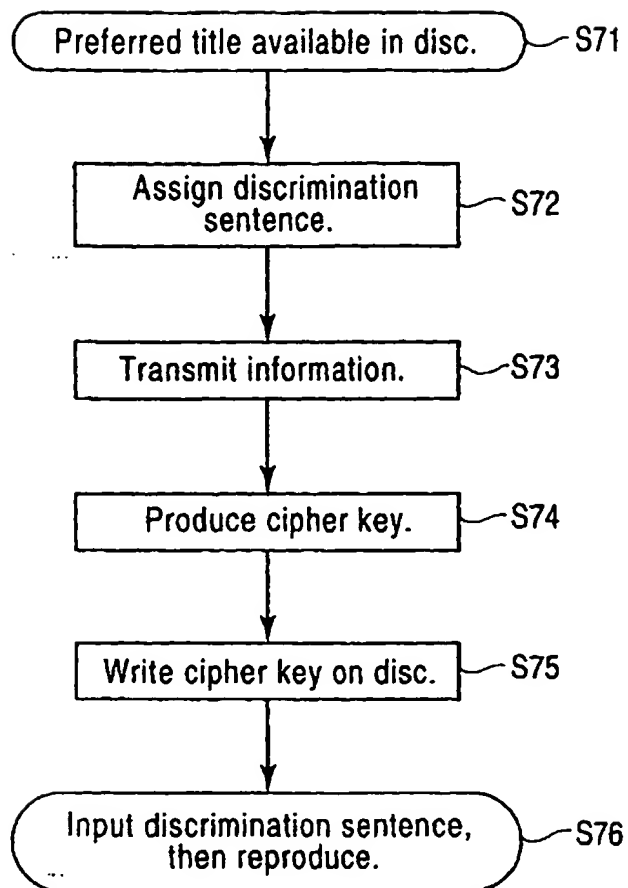 Preferred title available in disc.
S71
Assign discrimination
sentence.
S72
Transmit information.
S73
Produce cipher key.
S74
Write cipher key on disc.
S75
Input discrimination sentence,
then reproduce.
S76